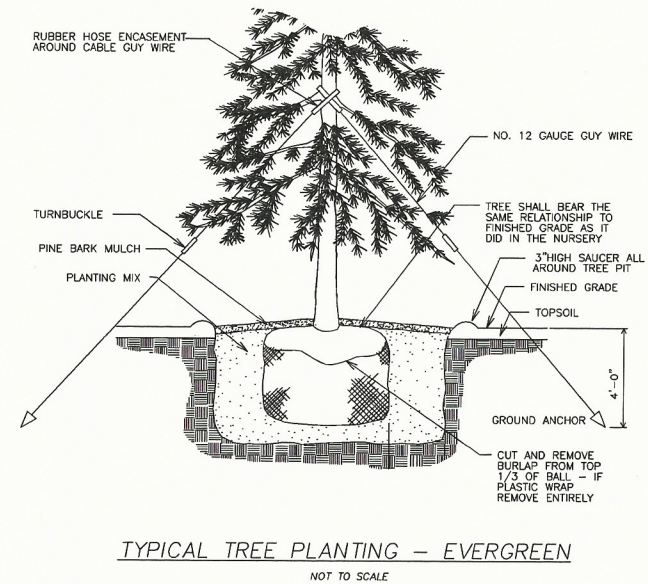 RUBBER HOSE ENCASEMENT
AROUND CABLE GUY WIRE
NO. 12 GAUGE GUY WIRE
TURNBUCKLE
TREE SHALL BEAR THE
SAME RELATIONSHIP TO
FINISHED GRADE AS IT
DID IN THE NURSERY
PINE BARK MULCH
3"HIGH SAUCER ALL
AROUND TREE PIT
PLANTING MIX
FINISHED GRADE
TOPSOIL
4'-0"
GROUND ANCHOR
CUT AND REMOVE
BURLAP FROM TOP
1/3 OF BALL - IF
PLASTIC WRAP
REMOVE ENTIRELY
TYPICAL TREE PLANTING - EVERGREEN
NOT TO SCALE